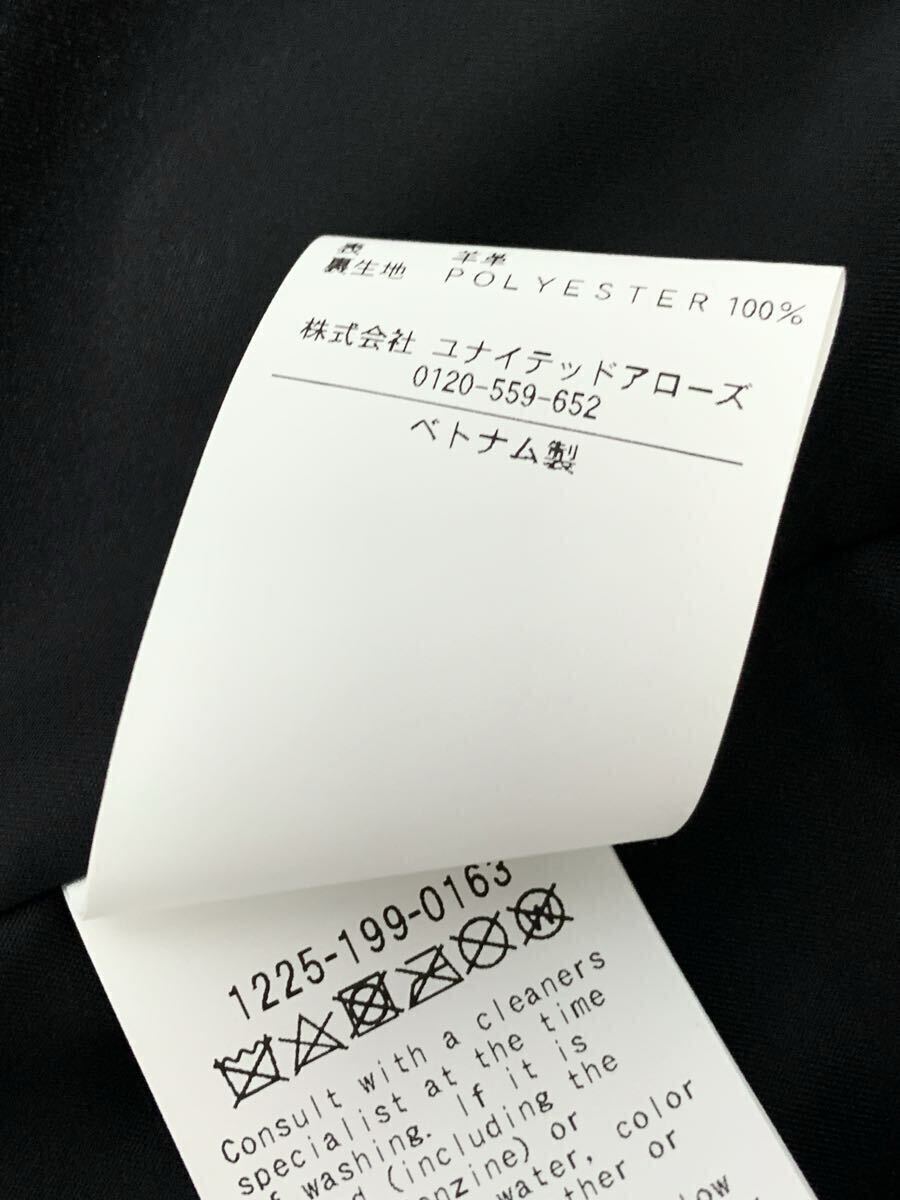 表 羊革
裏生地 POLYESTER 100%
株式会社 ユナイテッドアローズ
0120-559-652
ベトナム製
1225-199-0163
Consult with a cleaners
specialist at the time
washing. If it is
(including the
or
water, color
or